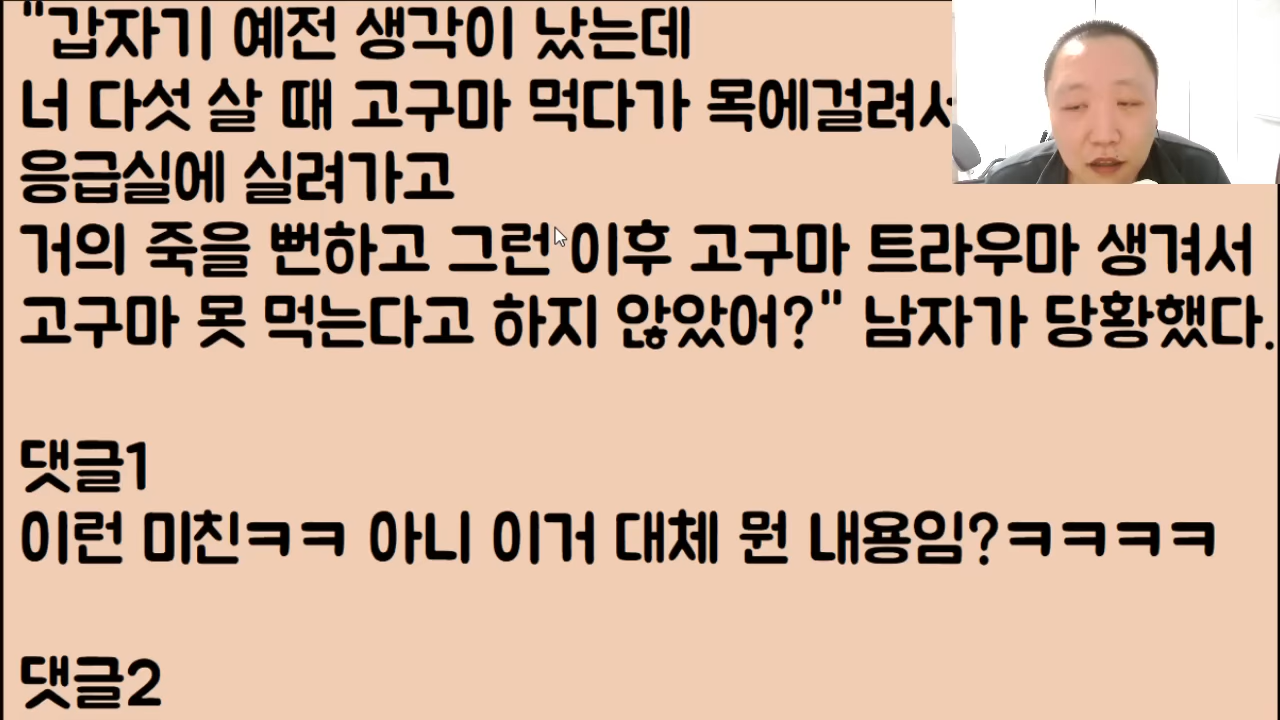 "갑자기 예전 생각이 났는데
너 다섯 살 때 고구마 먹다가 목에걸려서
응급실에 실려가고
거의 죽을 뻔하고 그런 이후 고구마 트라우마 생겨서
고구마 못 먹는다고 하지 않았어?" 남자가 당황했다.
댓글1
이런 미친ㅋㅋ 아니 이거 대체 뭔 내용임?ㅋㅋㅋㅋ
댓글2